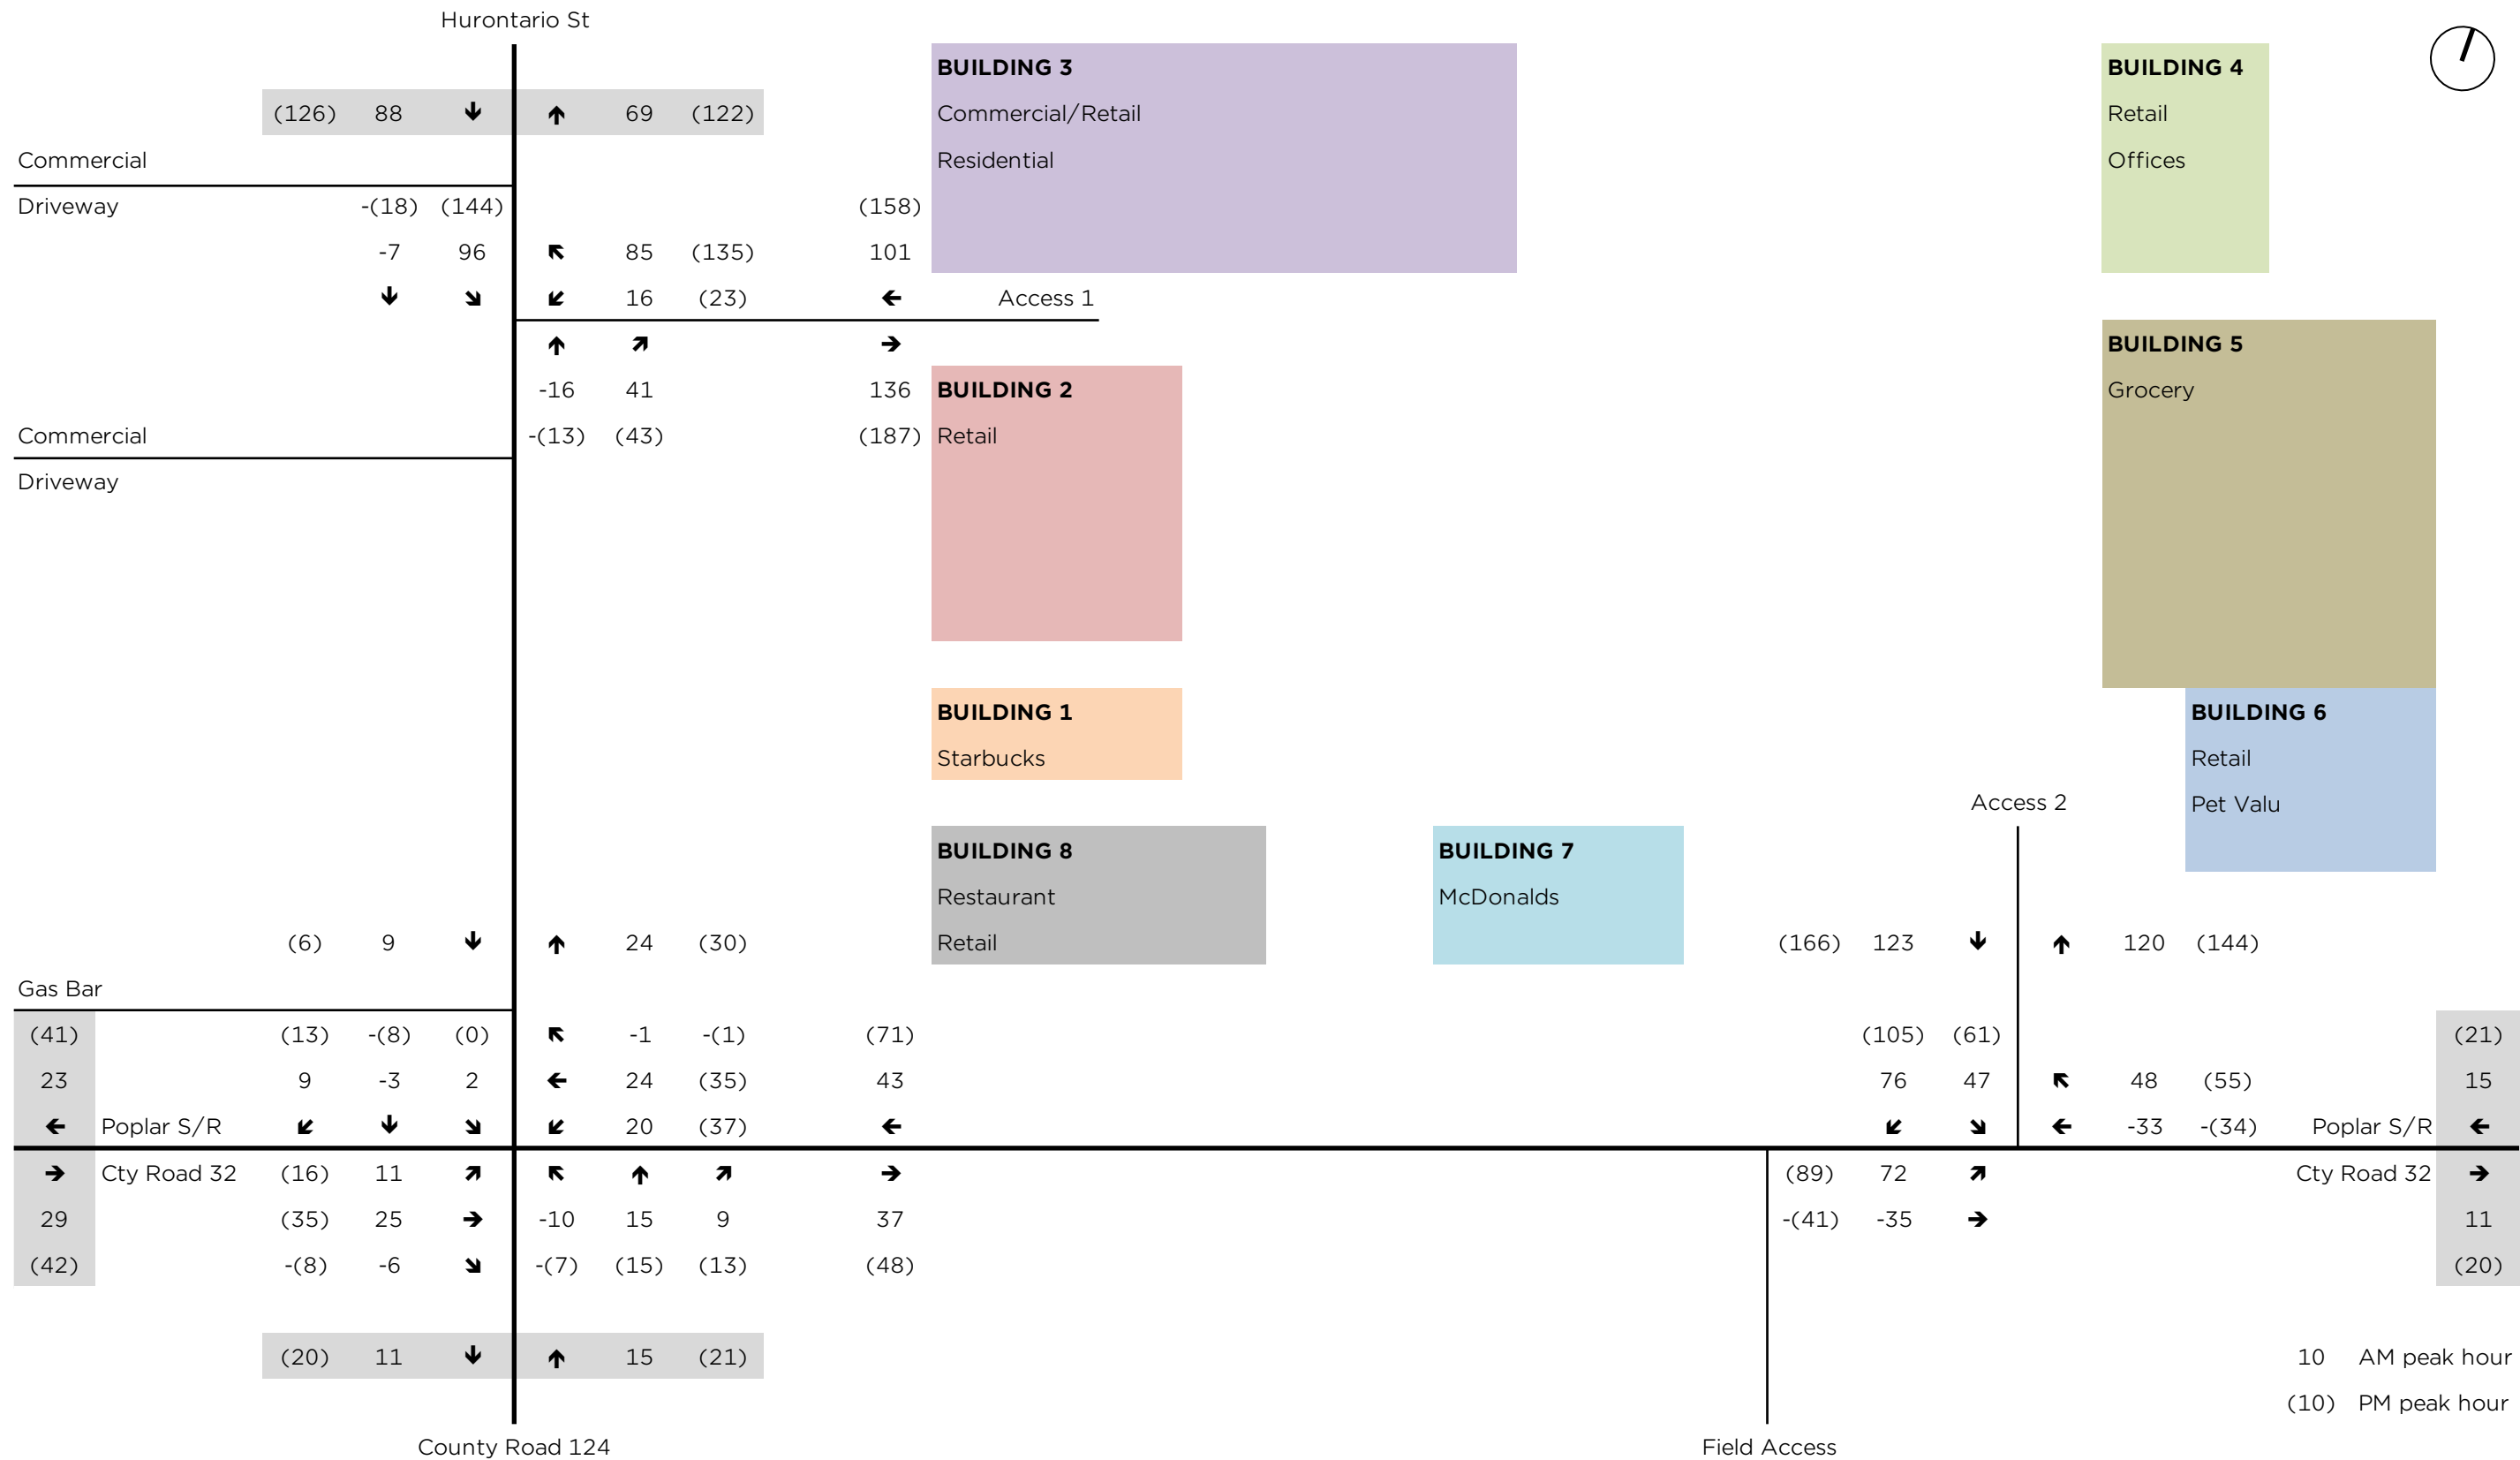 Hurontario St
BUILDING 3
BUILDING 4
(126) 88 ↓ ↑ 69 (122)
Commercial/Retail
Retail
Commercial
Residential
Offices
Driveway
-(18) (144)
(158)
-7 96 ↖ 85 (135) 101
↓ ↘ ↙ 16 (23) ←
Access 1
↑ ↗ →
BUILDING 5
-16 41 136
BUILDING 2
Grocery
Commercial
-(13) (43) (187)
Retail
Driveway
BUILDING 1
BUILDING 6
Starbucks
Retail
Access 2
Pet Valu
BUILDING 8
BUILDING 7
Restaurant
McDonalds
(6) 9 ↓ ↑ 24 (30)
Retail
(166) 123 ↓ ↑ 120 (144)
Gas Bar
(41) (13) -(8) (0) ↖ -1 -(1) (71) (105) (61) (21)
23 9 -3 2 ← 24 (35) 43 76 47 ↖ 48 (55) 15
← Poplar S/R ↙ ↓ ↘ ↙ 20 (37) ← ↙ ↘ ← -33 -(34) Poplar S/R ←
→ Cty Road 32 (16) 11 ↗ ↖ ↑ ↗ → (89) 72 ↗ Cty Road 32 →
29 (35) 25 → -10 15 9 37 -(41) -35 → 11
(42) -(8) -6 ↘ -(7) (15) (13) (48) (20)
(20) 11 ↓ ↑ 15 (21)
10 AM peak hour
(10) PM peak hour
County Road 124
Field Access